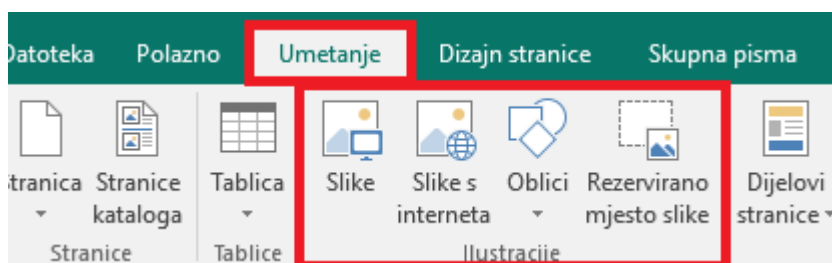 Datoteka Polazno Umetanje Dizajn stranice Skupna pisma
Stranica Stranice Tablica Slike Slike s Oblici Rezervirano Dijelovi
kataloga interneta mjesto slike stranice
Stranice Tablice Ilustracije